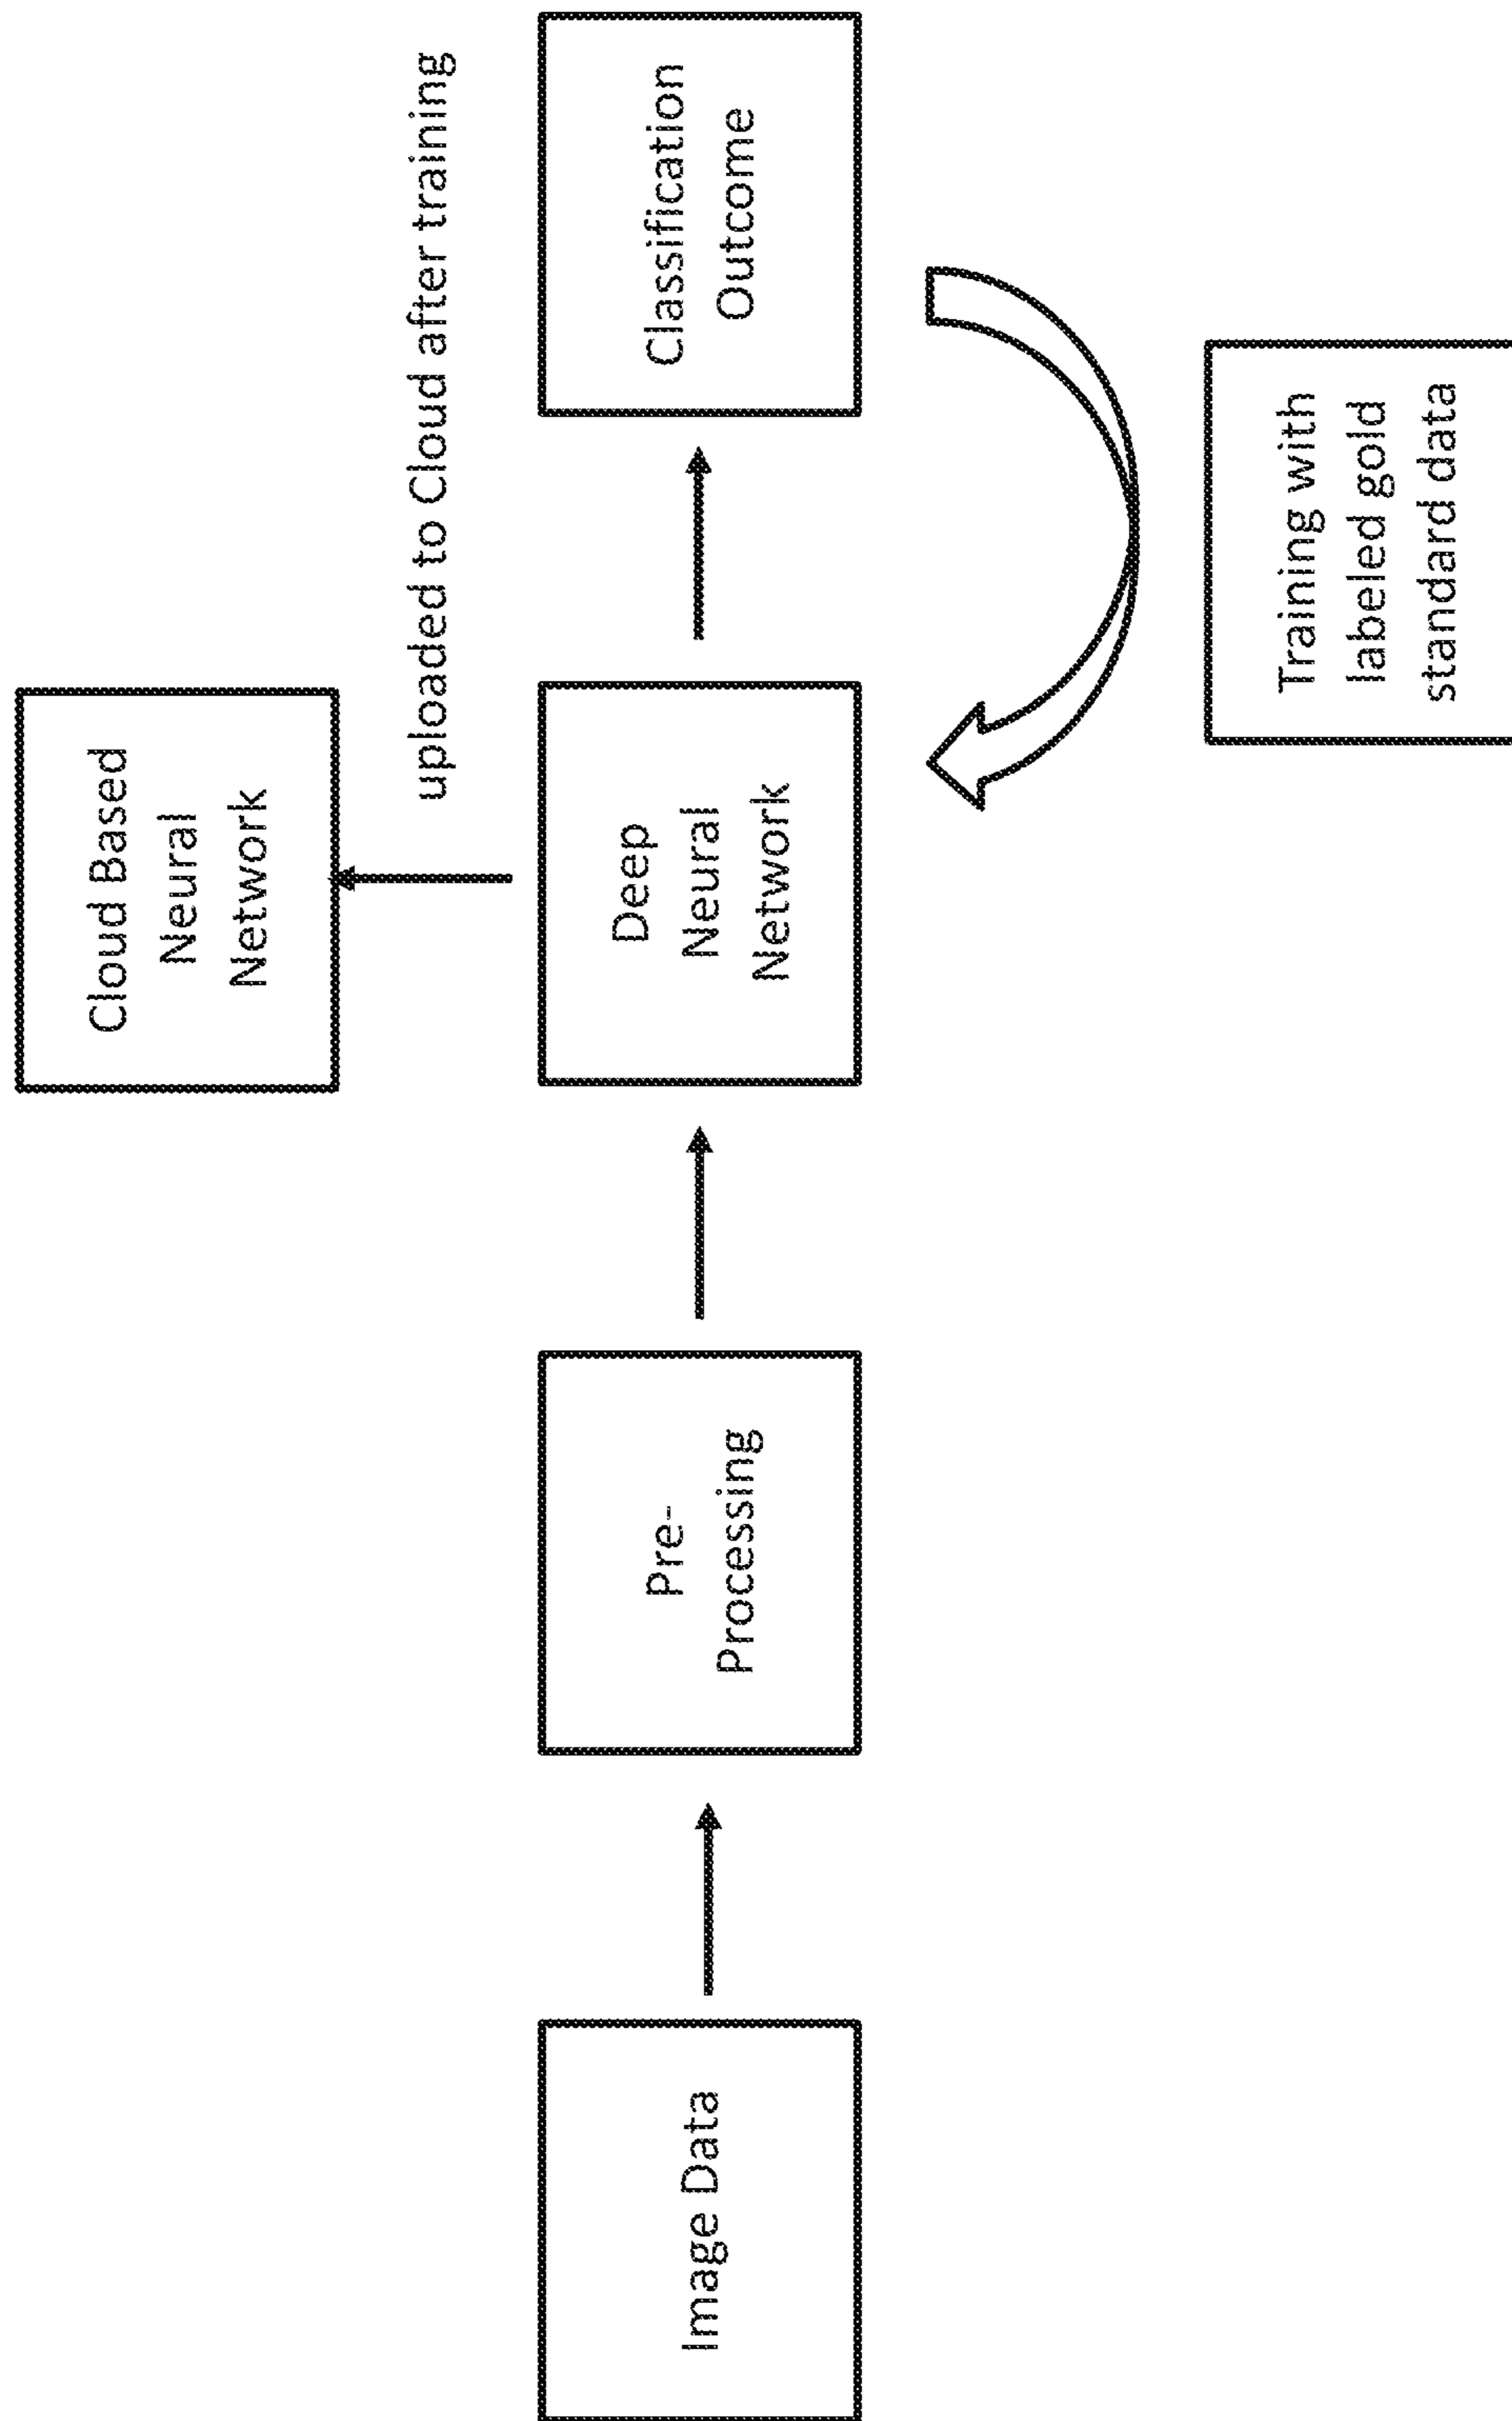 Cloud Based
Neural
Network
uploaded to Cloud after training
Image Data
Pre-
Processing
Deep
Neural
Network
Classification
Outcome
Training with
labeled gold
standard data